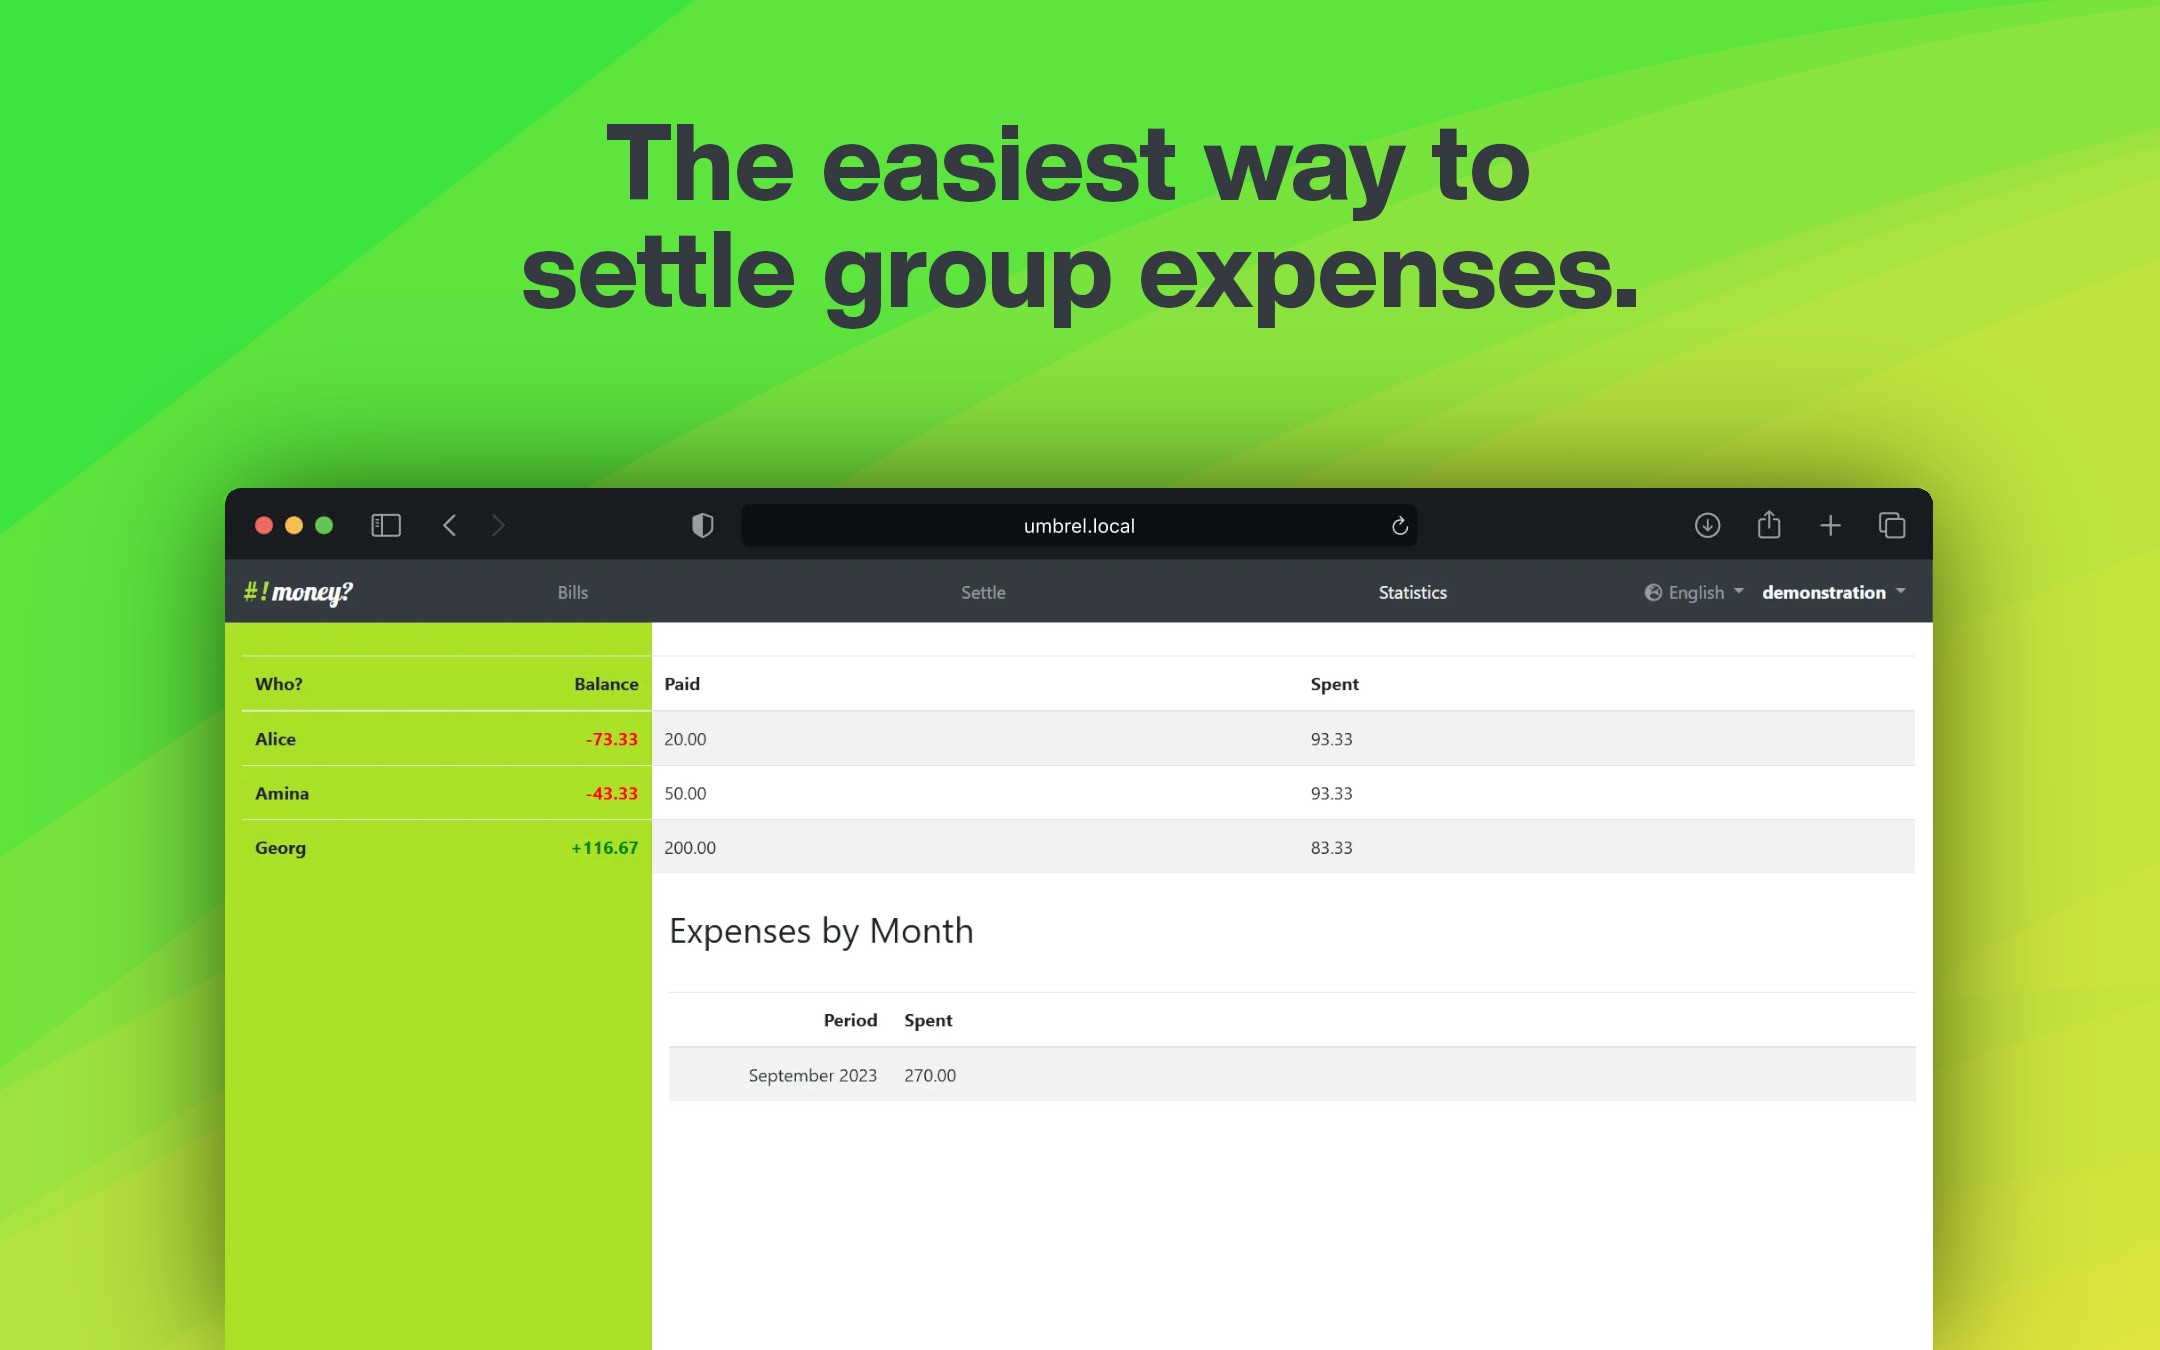 The easiest way to
settle group expenses.
umbrel.local
#! money? Bills Settle Statistics English demonstration
Who? Balance Paid Spent
Alice -73.33 20.00 93.33
Amina -43.33 50.00 93.33
Georg +116.67 200.00 83.33
Expenses by Month
Period Spent
September 2023 270.00